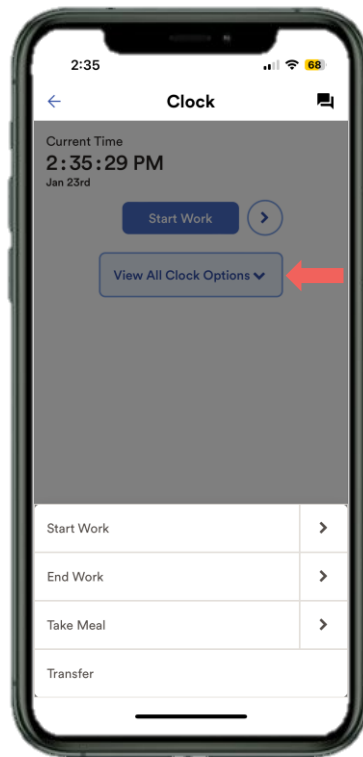 2:35
68
Clock
Current Time
2:35:29 PM
Jan 23rd
Start Work
View All Clock Options
Start Work
End Work
Take Meal
Transfer